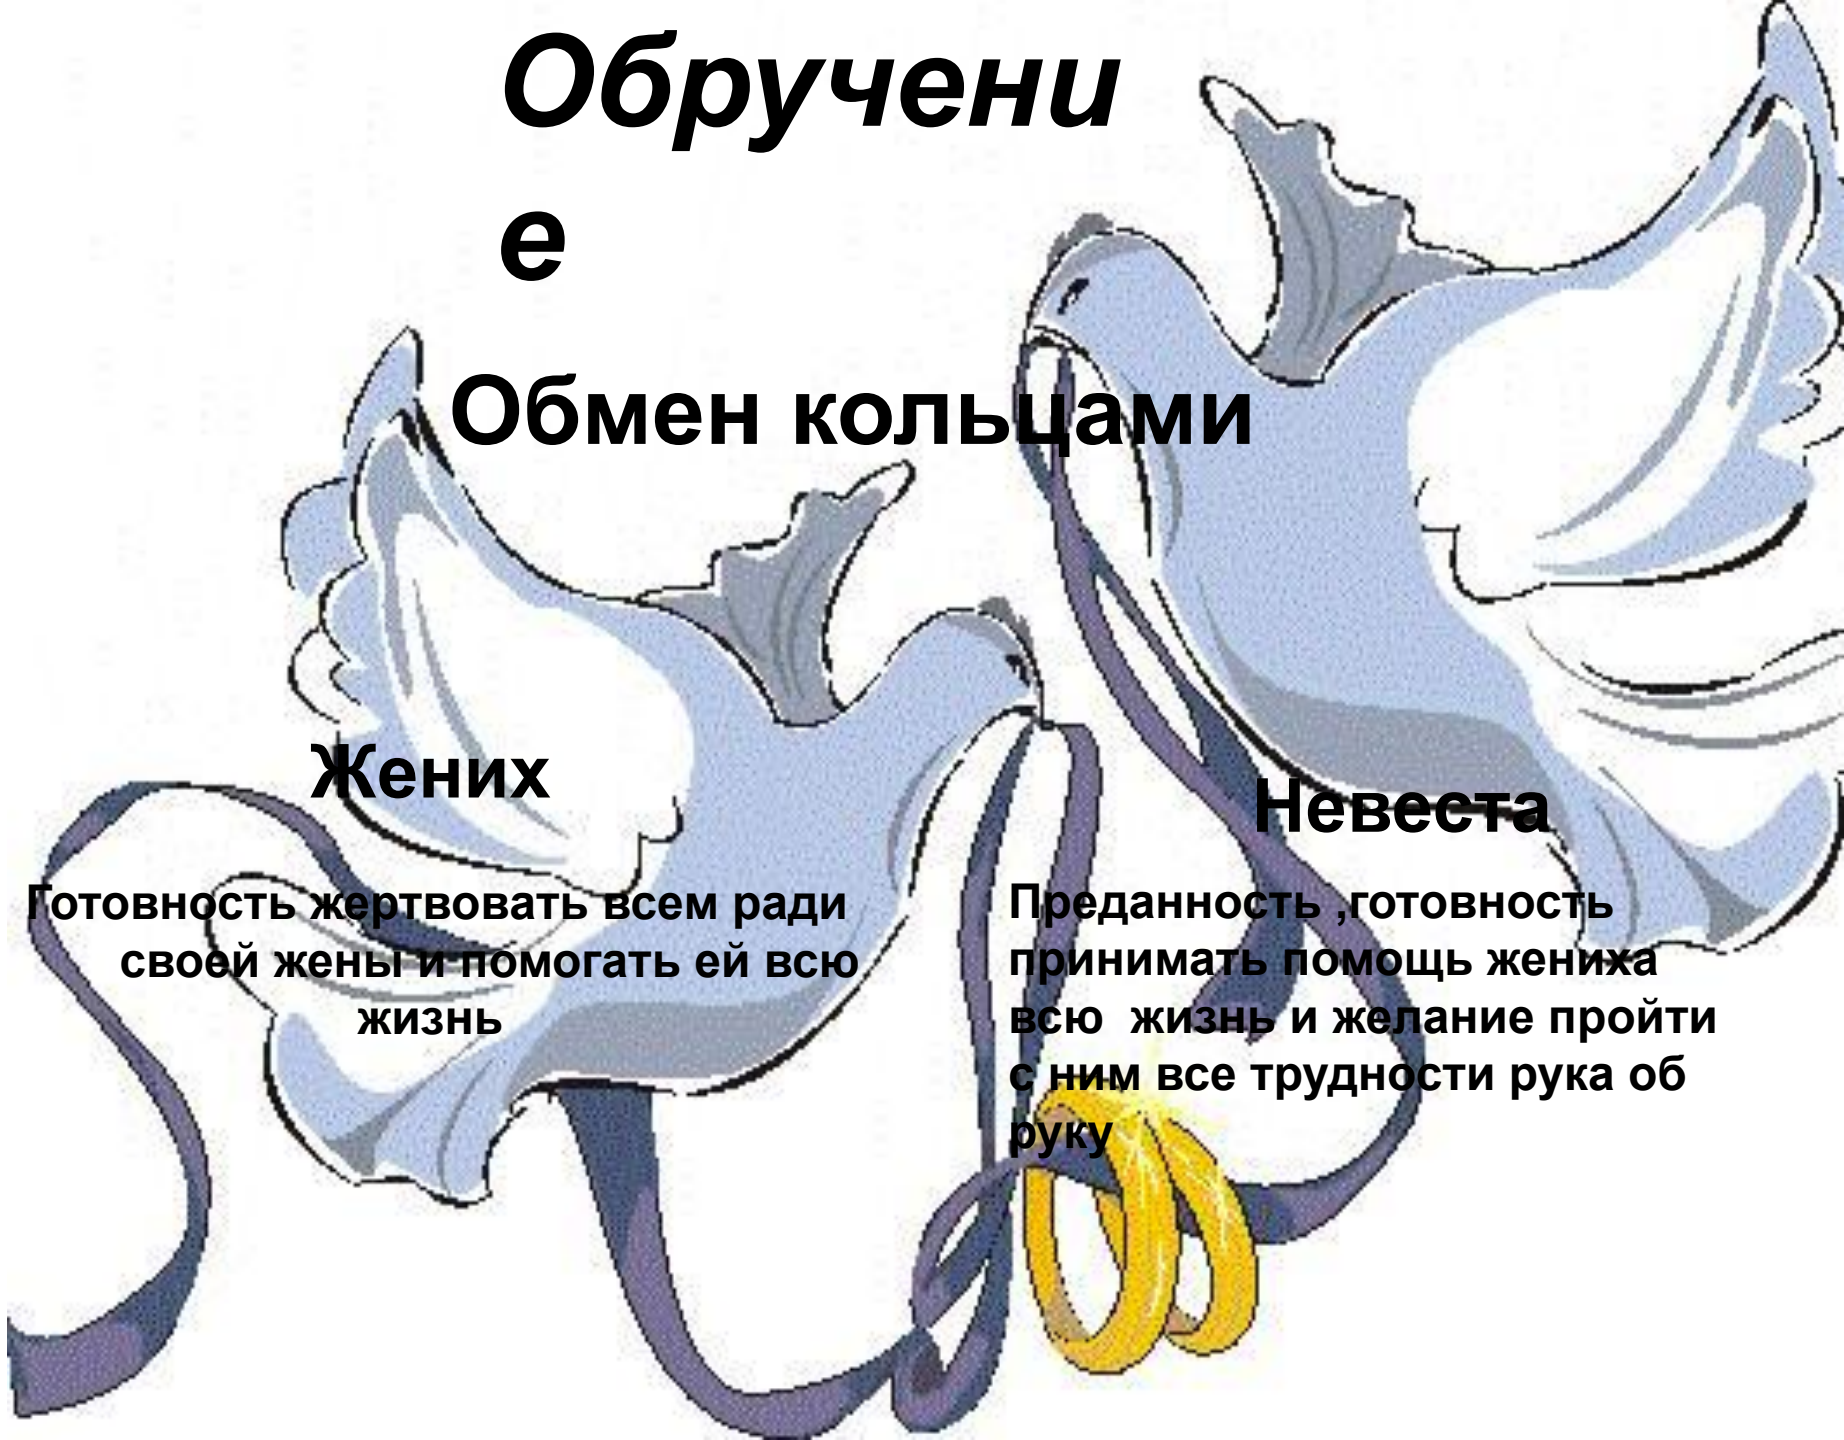 Обручени
е
Обмен кольцами
Жених
Готовность жертвовать всем ради
своей жены и помогать ей всю
жизнь
Невеста
Преданность ,готовность
принимать помощь жениха
всю  жизнь и желание пройти
с ним все трудности рука об
руку